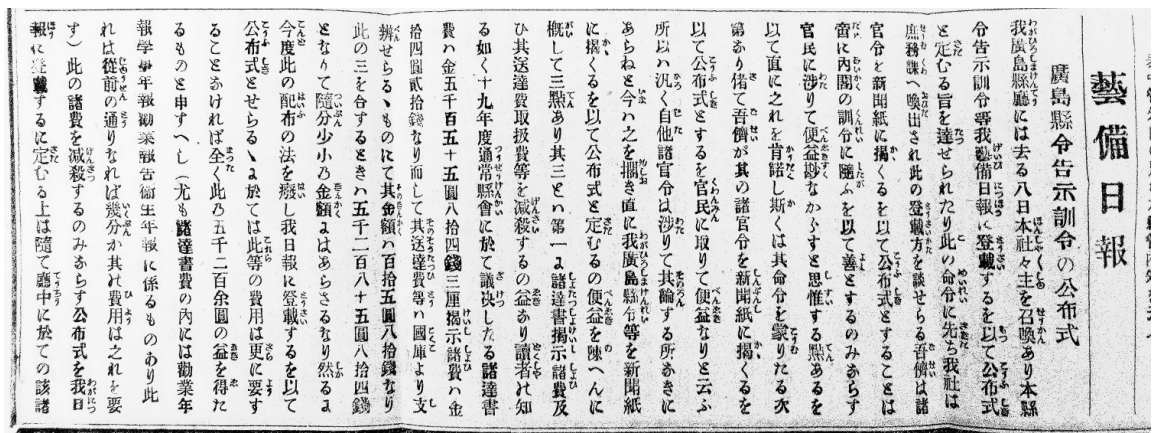 藝備日報
廣島縣令告示訓令の公布式
我廣島縣廳には去る八日本社々主を召喚あり本縣
令告示訓令等我藝備日報に登載するを以て公布式
と定むる旨を達せられたり此の命令に先ち我社は
庶務課へ喚出され此の登載方を談せらる吾儕は諸
官令を新聞紙に揭くるを以て公布式とすることは
啻に內閣の訓令に隨ふを以て善とするのみならす
官民に涉りて便益尠なからすと思惟する點あるを
以て直に之れを肯諾し斯くは其命令を蒙りたる次
第なり偖て吾儕が其の諸官令を新聞紙に揭くるを
以て公布式とするを官民に取りて便益なりと云ふ
所以ハ汎く自他諸官令は涉りて其論する所なきに
あらねと今ハ之を擱き直に我廣島縣令等を新聞紙
に揭くるを以て公布式と定むるの便益を陳へんに
槪して三點あり其三とハ第一よ諸達書揭示諸費及
ひ其送達費取扱費等を減殺するの益なり讀者れ知
る如く十九年度通常縣會に於て議决したる諸達書
費ハ金五千百五十五圓八拾四錢三厘揭示諸費ハ金
拾四圓貳拾錢なり而して其送達費等ハ國庫より支
辨せらるゝものにて其金額ハ百拾五圓八拾錢なり
此の三を合するときハ五千二百八十五圓八拾四錢
となりて隨分少小乃金額よはあらさるなり然るよ
今度此の配布の法を廢し我日報に登載するを以て
公布式とせらるゝよ於ては此等の費用は更に要す
ることなければ全く此乃五千二百余圓の益を得た
るものと申すへし（尤も諸達書費の內には勸業年
報學事年報勸業報告衞生年報に係るものあり此
れは從前の通りなれば幾分か其れ費用は之れを要
す）此の諸費を減殺するのみならす公布式を我日
報に登載するに定むる上は隨て廳中に於ての該諸